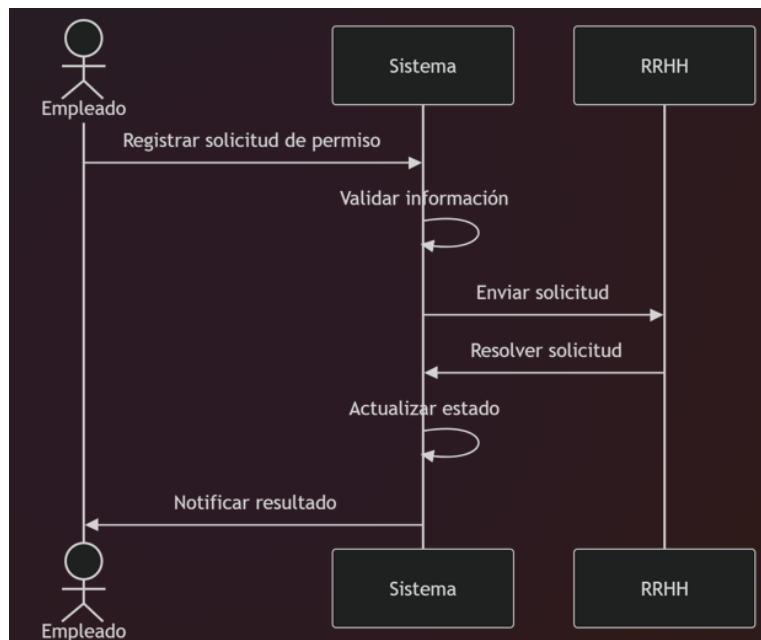 Sistema
RRHH
Empleado
Registrar solicitud de permiso
Validar información
Enviar solicitud
Resolver solicitud
Actualizar estado
Notificar resultado
Sistema
RRHH
Empleado